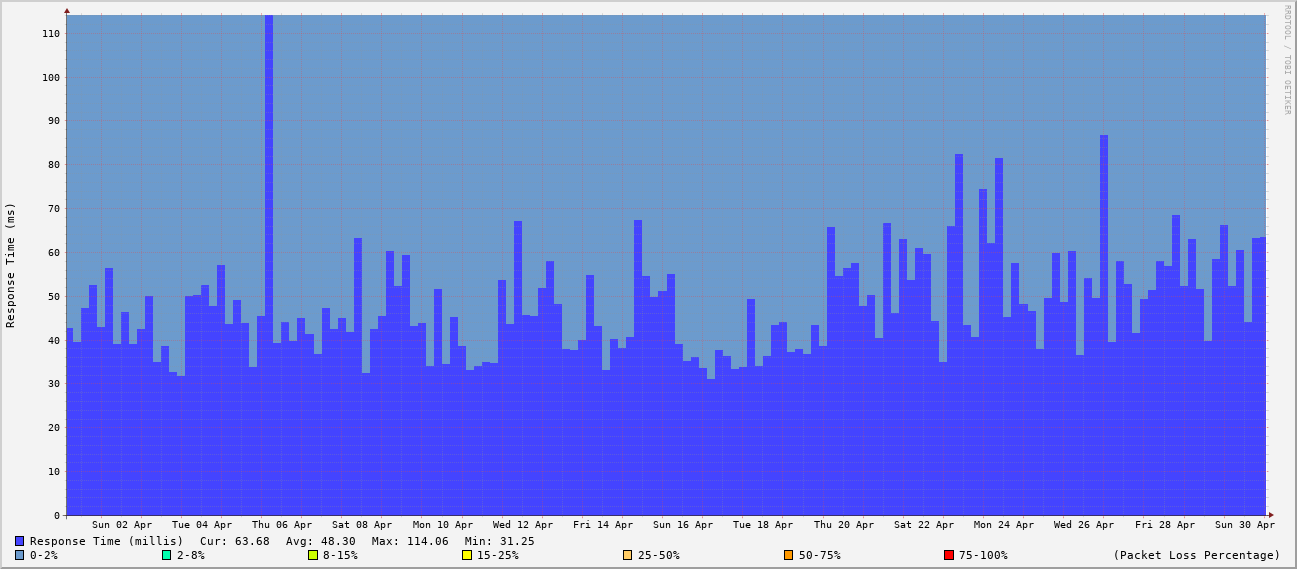 RRDTOOL / TOBI OETIKER
Response Time (ms)
110
100
90
80
70
60
50
40
30
20
10
0
Sun 02 Apr Tue 04 Apr Thu 06 Apr Sat 08 Apr Mon 10 Apr Wed 12 Apr Fri 14 Apr Sun 16 Apr Tue 18 Apr Thu 20 Apr Sat 22 Apr Mon 24 Apr Wed 26 Apr Fri 28 Apr Sun 30 Apr
Response Time (millis) Cur: 63.68 Avg: 48.30 Max: 114.06 Min: 31.25
0-2% 2-8% 8-15% 15-25% 25-50% 50-75% 75-100% (Packet Loss Percentage)